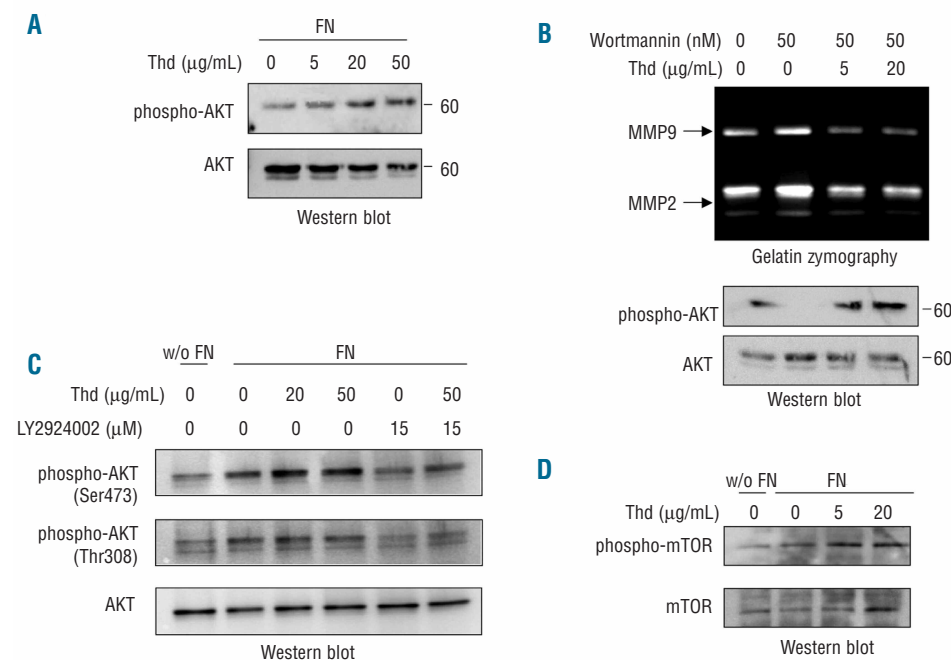 A
FN
Thd (μg/mL) 0 5 20 50
phospho-AKT 60
AKT 60
Western blot
B
Wortmannin (nM) 0 50 50 50
Thd (μg/mL) 0 0 5 20
MMP9
MMP2
Gelatin zymography
phospho-AKT 60
AKT 60
Western blot
C
w/o FN FN
Thd (μg/mL) 0 0 20 50 0 50
LY2924002 (μM) 0 0 0 0 15 15
phospho-AKT
(Ser473)
phospho-AKT
(Thr308)
AKT
Western blot
D
w/o FN FN
Thd (μg/mL) 0 0 5 20
phospho-mTOR
mTOR
Western blot